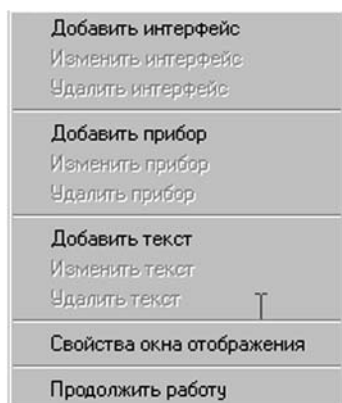 Добавить интерфейс
Изменить интерфейс
Удалить интерфейс
Добавить прибор
Изменить прибор
Удалить прибор
Добавить текст
Изменить текст
Удалить текст
Свойства окна отображения
Продолжить работу